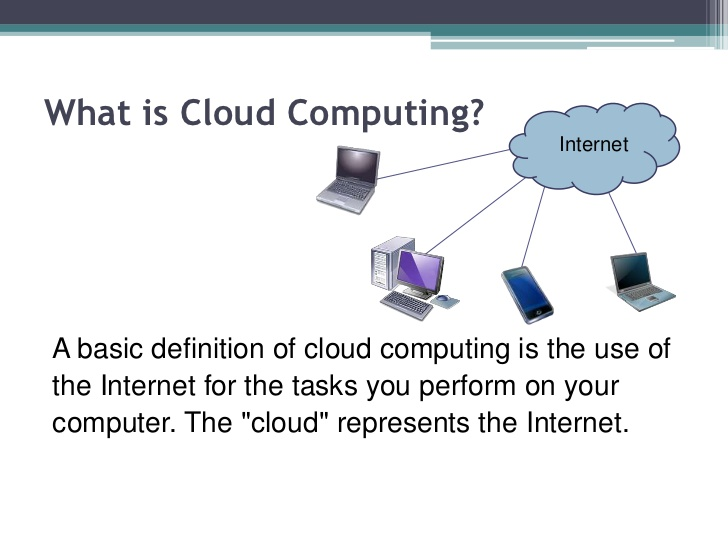 What is Cloud Computing?
Internet
A basic definition of cloud computing is the use of
the Internet for the tasks you perform on your
computer. The "cloud" represents the Internet.